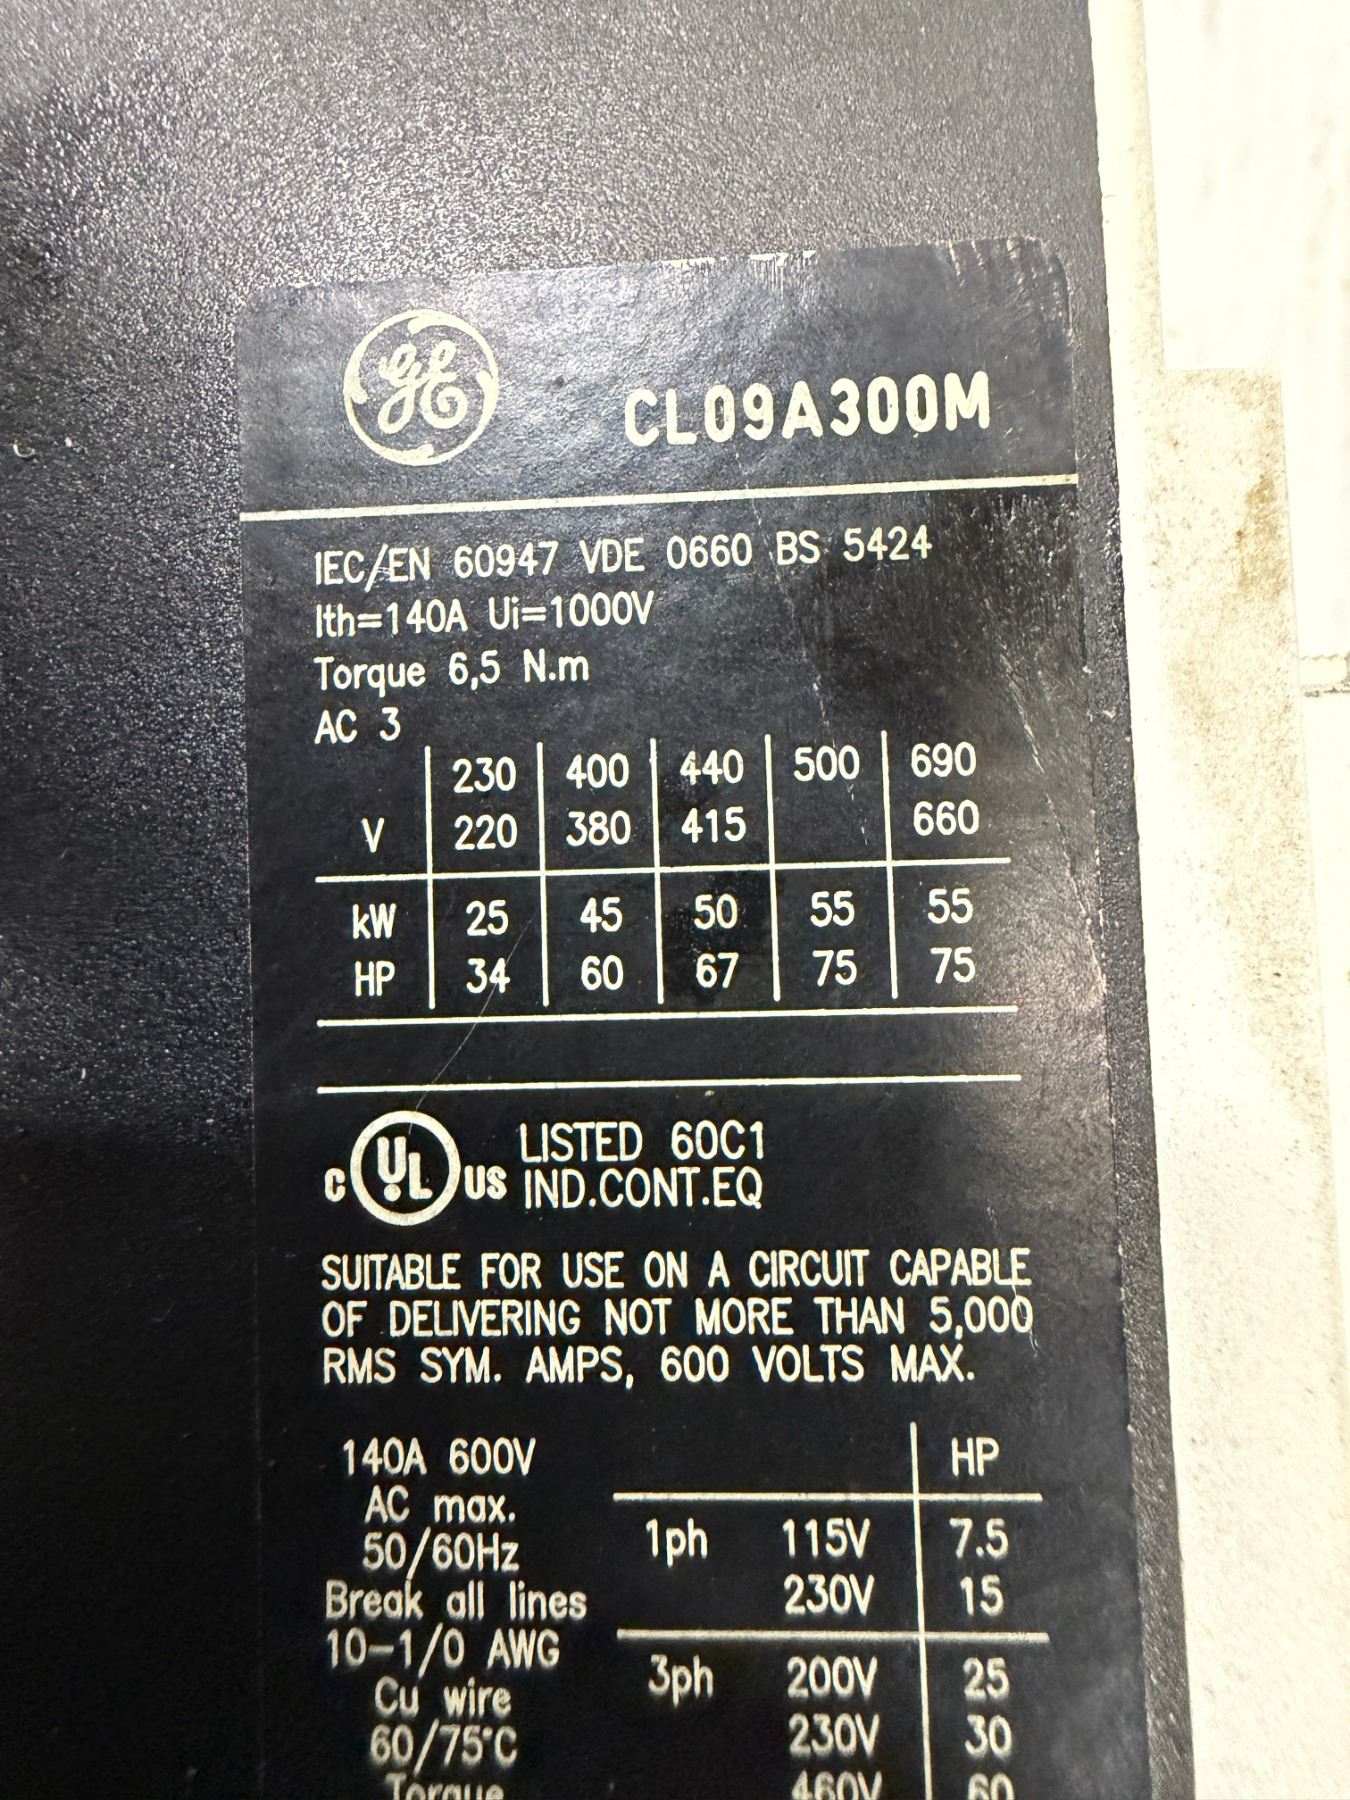 GE
CL09A300M
IEC/EN 60947 VDE 0660 BS 5424
Ith=140A Ui=1000V
Torque 6,5 N.m
AC 3
230 400 440 500 690
V 220 380 415 660
kW 25 45 50 55 55
HP 34 60 67 75 75
C UL US LISTED 60C1
IND.CONT.EQ
SUITABLE FOR USE ON A CIRCUIT CAPABLE
OF DELIVERING NOT MORE THAN 5,000
RMS SYM. AMPS, 600 VOLTS MAX.
140A 600V
AC max.
50/60Hz
Break all lines
10-1/0 AWG
Cu wire
60/75°C
Torque
HP
1ph 115V 7.5
230V 15
3ph 200V 25
230V 30
460V 60